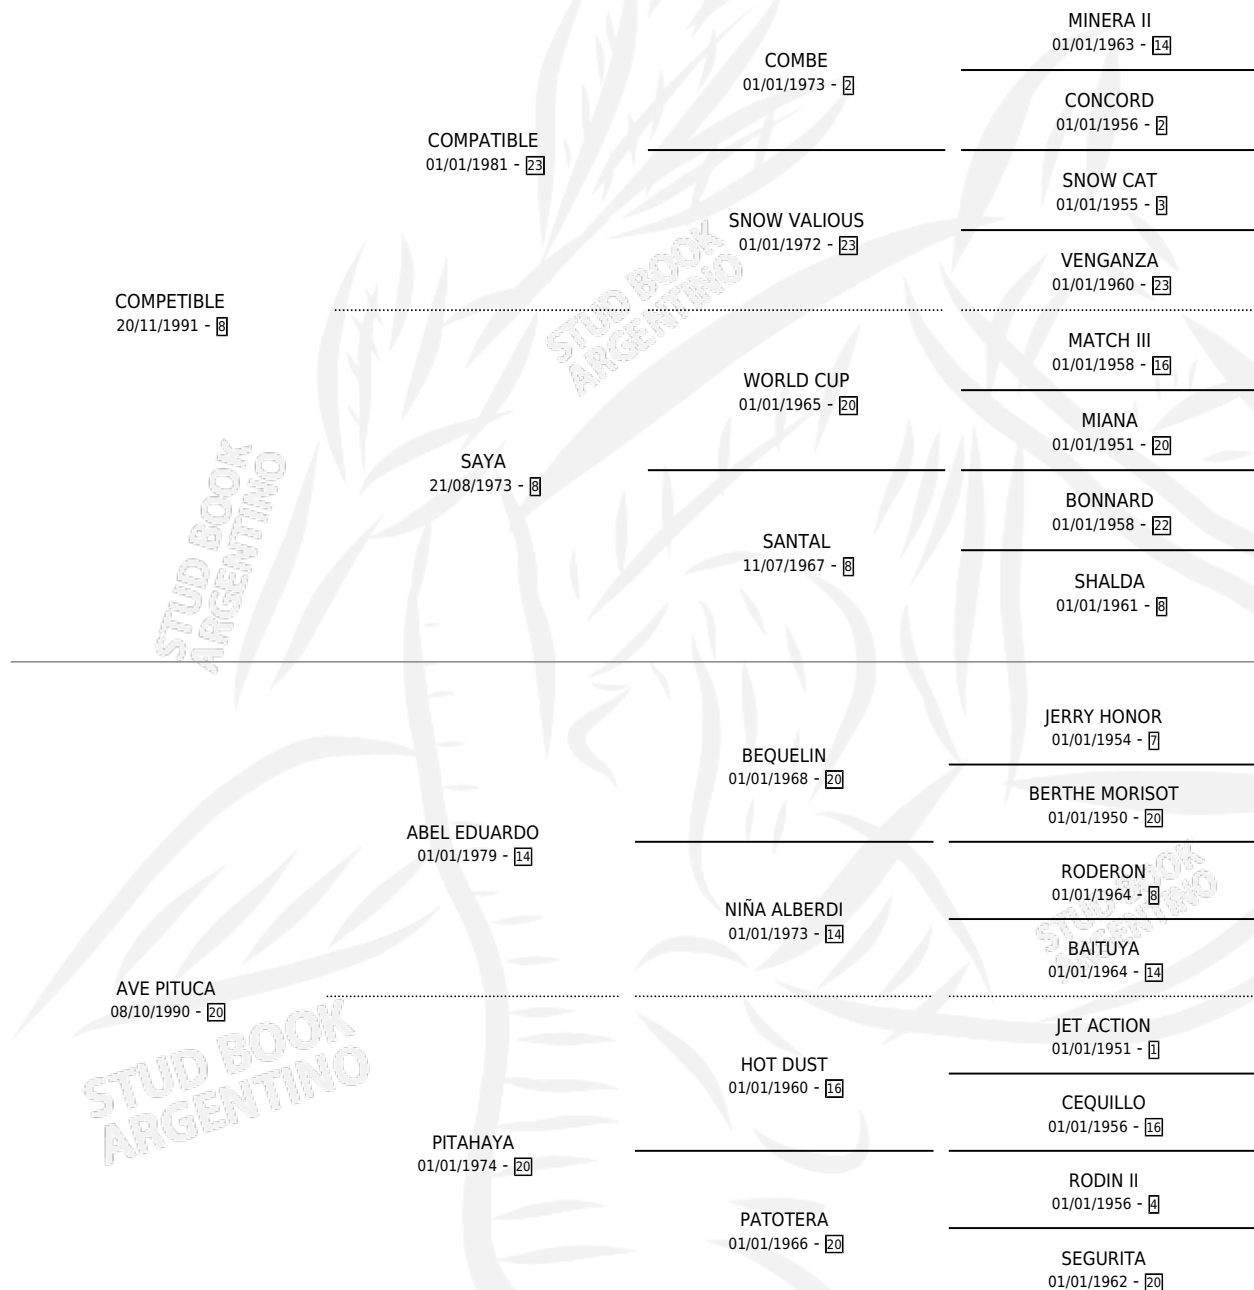 MINERA II
01/01/1963 - 14
COMBE
01/01/1973 - 2
CONCORD
01/01/1956 - 2
COMPATIBLE
01/01/1981 - 23
SNOW CAT
01/01/1955 - 3
SNOW VALIOUS
01/01/1972 - 23
VENGANZA
01/01/1960 - 23
COMPETIBLE
20/11/1991 - 8
MATCH III
01/01/1958 - 16
WORLD CUP
01/01/1965 - 20
MIANA
01/01/1951 - 20
SAYA
21/08/1973 - 8
BONNARD
01/01/1958 - 22
SANTAL
11/07/1967 - 8
SHALDA
01/01/1961 - 8
JERRY HONOR
01/01/1954 - 7
BEQUELIN
01/01/1968 - 20
BERTHE MORISOT
01/01/1950 - 20
ABEL EDUARDO
01/01/1979 - 14
RODERON
01/01/1964 - 8
NIÑA ALBERDI
01/01/1973 - 14
BAITUYA
01/01/1964 - 14
AVE PITUCA
08/10/1990 - 20
JET ACTION
01/01/1951 - 1
HOT DUST
01/01/1960 - 16
CEQUILLO
01/01/1956 - 16
PITAHAYA
01/01/1974 - 20
RODIN II
01/01/1956 - 4
PATOTERA
01/01/1966 - 20
SEGURITA
01/01/1962 - 20
STUD BOOK
ARGENTINO
STUD BOOK
ARGENTINO
STUD BOOK
ARGENTINO
STUD BOOK
ARGENTINO